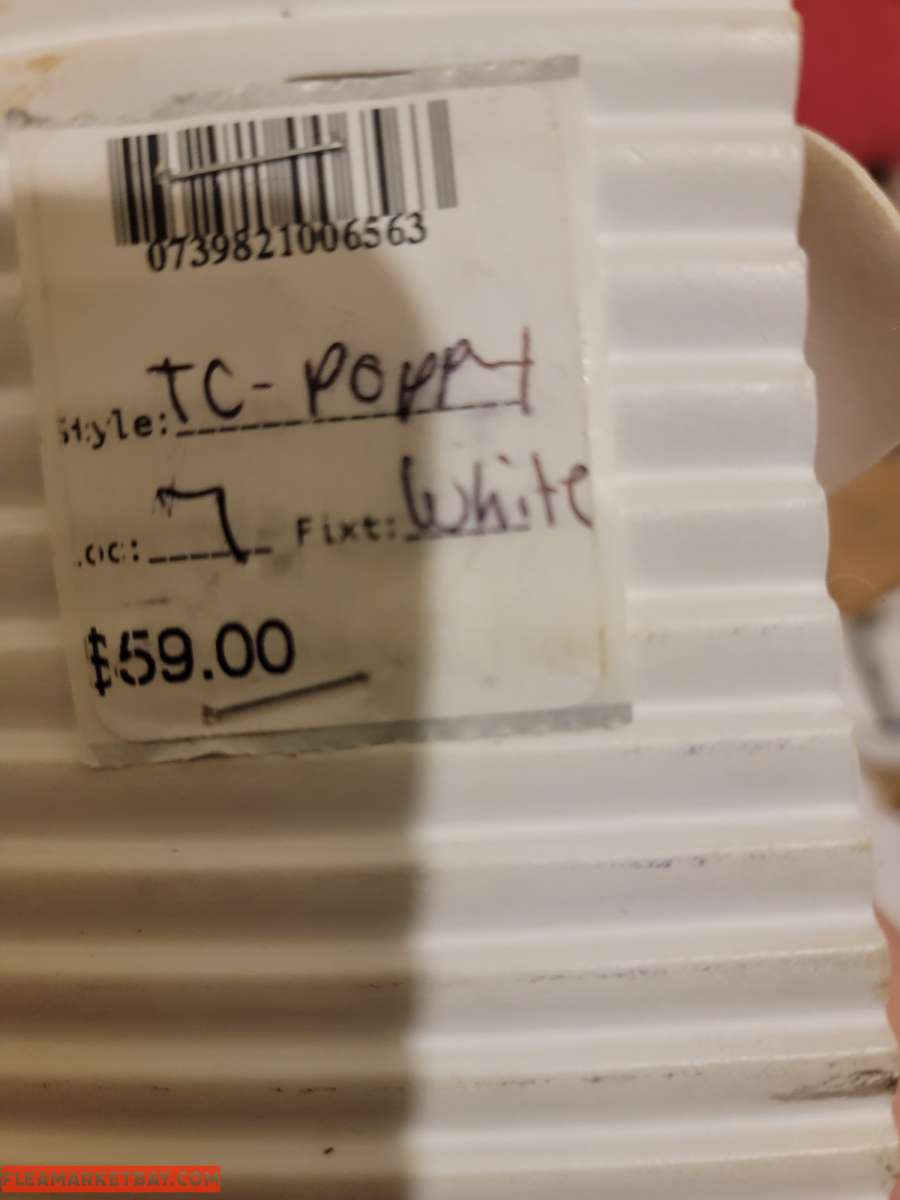 0739821006563
Style: TC-POPPY
Loc: 7 Fixt: White
$59.00
FLEAMARKETBAY.COM